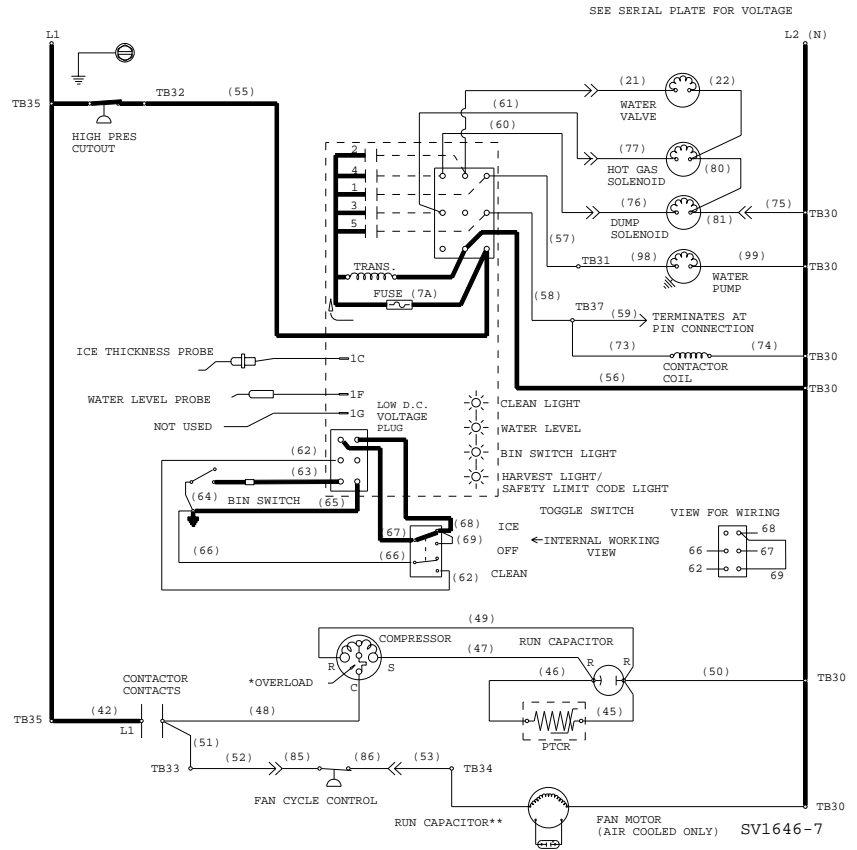 SEE SERIAL PLATE FOR VOLTAGE
L1
L2 (N)
TB35
TB32
(55)
HIGH PRES
CUTOUT
(61)
(60)
(21)
(22)
WATER
VALVE
(77)
(80)
HOT GAS
SOLENOID
(76)
(81)
(75)
TB30
DUMP
SOLENOID
2
4
1
3
5
(57)
TB31
(98)
(99)
TB30
WATER
PUMP
TRANS.
FUSE (7A)
(58)
TB37
(59)
TERMINATES AT
PIN CONNECTION
(73)
(74)
TB30
CONTACTOR
COIL
(56)
TB30
ICE THICKNESS PROBE
1C
WATER LEVEL PROBE
1F
NOT USED
1G
LOW D.C.
VOLTAGE
PLUG
CLEAN LIGHT
WATER LEVEL
BIN SWITCH LIGHT
HARVEST LIGHT/
SAFETY LIMIT CODE LIGHT
(62)
(63)
(64)
BIN SWITCH
(65)
(66)
(67)
(68)
(69)
(66)
(62)
TOGGLE SWITCH
ICE
OFF
CLEAN
INTERNAL WORKING
VIEW
VIEW FOR WIRING
68
66
67
62
69
(49)
COMPRESSOR
(47)
RUN CAPACITOR
R
S
C
*OVERLOAD
R
R
(46)
(50)
TB30
(45)
PTCR
CONTACTOR
CONTACTS
TB35
(42)
L1
(48)
(51)
TB33
(52)
(85)
(86)
(53)
TB34
FAN CYCLE CONTROL
RUN CAPACITOR**
FAN MOTOR
(AIR COOLED ONLY)
TB30
SV1646-7